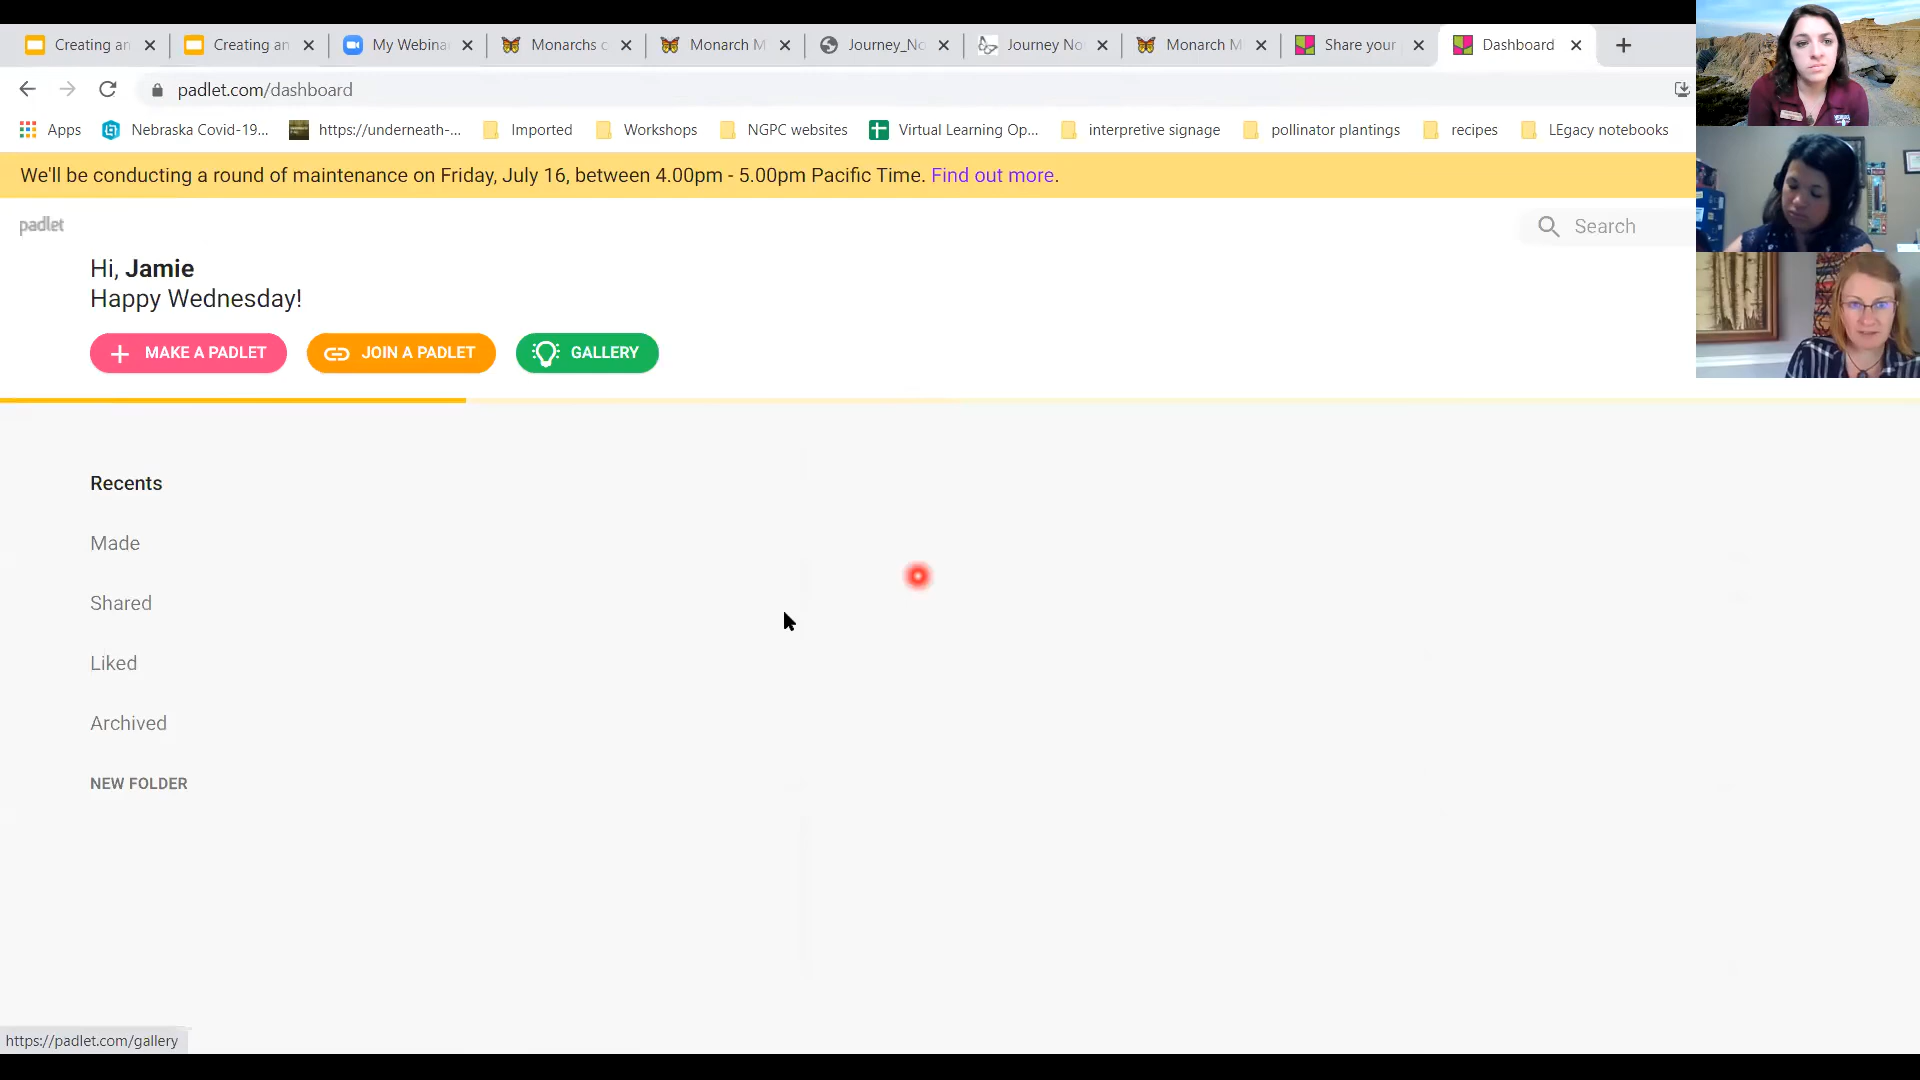 Creating an
Creating an
My Webina
Monarchs c
Monarch M
Journey_No
Journey No
Monarch M
Share your
Dashboard
padlet.com/dashboard
Apps
Nebraska Covid-19...
https://underneath-...
Imported
Workshops
NGPC websites
Virtual Learning Op...
interpretive signage
pollinator plantings
recipes
LEgacy notebooks
We'll be conducting a round of maintenance on Friday, July 16, between 4.00pm - 5.00pm Pacific Time. Find out more.
padlet
Search
Hi, Jamie
Happy Wednesday!
MAKE A PADLET
JOIN A PADLET
GALLERY
Recents
Made
Shared
Liked
Archived
NEW FOLDER
https://padlet.com/gallery